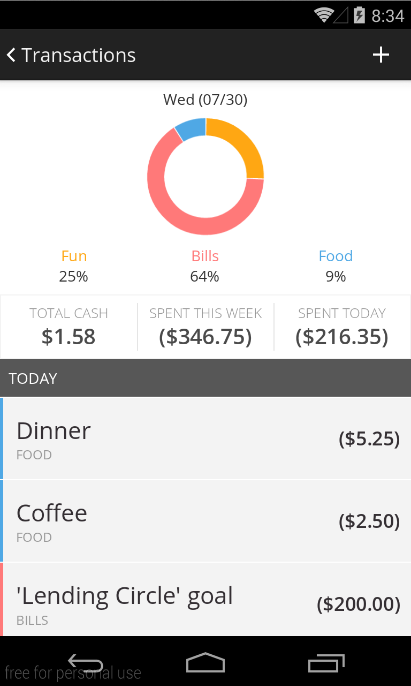 8:34
Transactions
Wed (07/30)
Fun Bills Food
25% 64% 9%
TOTAL CASH SPENT THIS WEEK SPENT TODAY
$1.58 ($346.75) ($216.35)
TODAY
Dinner
($5.25)
FOOD
Coffee
($2.50)
FOOD
'Lending Circle' goal
($200.00)
BILLS
free for personal use